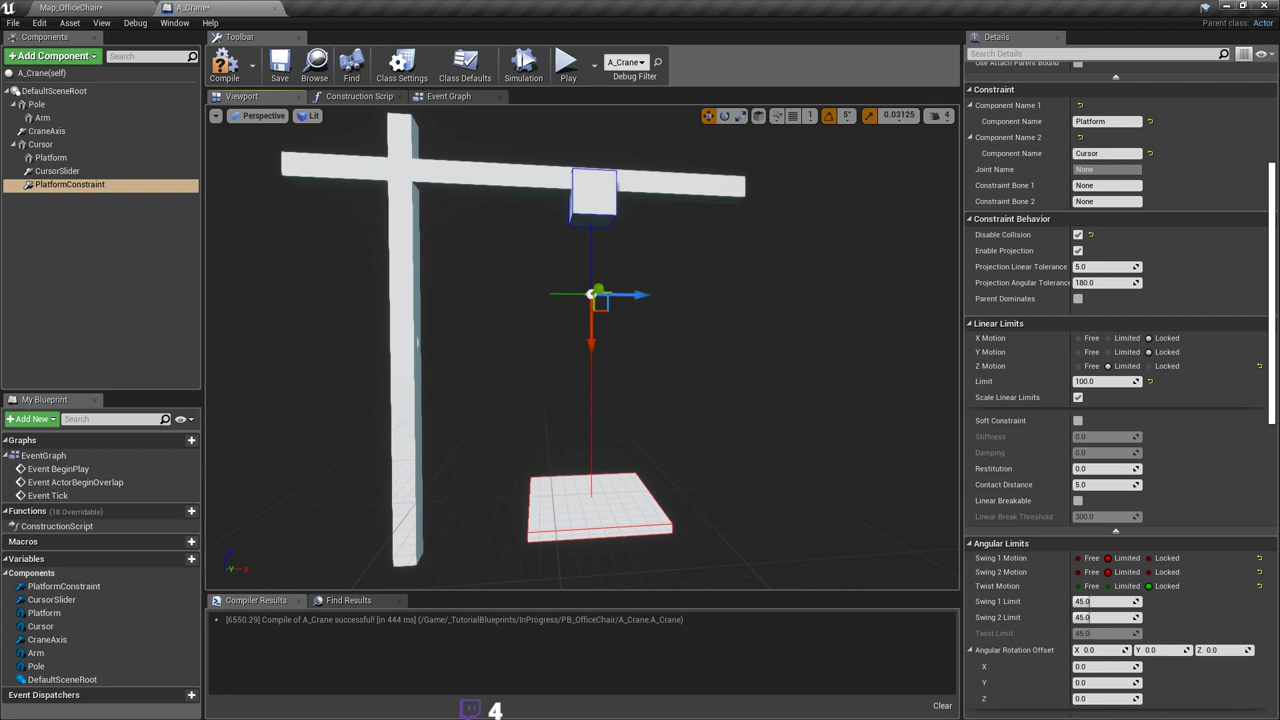 Map_OfficeChair*
A_Crane*
File Edit Asset View Debug Window Help
Parent class: Actor
Components
Toolbar
Details
+ Add Component
Search
Compile Save Browse Find Class Settings Class Defaults Simulation Play
A_Crane
Debug Filter
Search Details
A_Crane(self)
DefaultSceneRoot
Pole
Arm
CraneAxis
Cursor
Platform
CursorSlider
PlatformConstraint
Viewport
Construction Scrip
Event Graph
Perspective
Lit
1
5°
0.03125
4
Constraint
Component Name 1
Component Name Platform
Component Name 2
Component Name Cursor
Joint Name None
Constraint Bone 1 None
Constraint Bone 2 None
Constraint Behavior
Disable Collision
Enable Projection
Projection Linear Tolerance 5.0
Projection Angular Tolerance 180.0
Parent Dominates
Linear Limits
X Motion Free Limited Locked
Y Motion Free Limited Locked
Z Motion Free Limited Locked
Limit 100.0
Scale Linear Limits
Soft Constraint
Stiffness 0.0
Damping 0.0
Restitution 0.0
Contact Distance 5.0
Linear Breakable
Linear Break Threshold 300.0
Angular Limits
Swing 1 Motion Free Limited Locked
Swing 2 Motion Free Limited Locked
Twist Motion Free Limited Locked
Swing 1 Limit 45.0
Swing 2 Limit 45.0
Twist Limit 45.0
Angular Rotation Offset X 0.0 Y 0.0 Z 0.0
X 0.0
Y 0.0
Z 0.0
My Blueprint
+ Add New
Search
Graphs
EventGraph
Event BeginPlay
Event ActorBeginOverlap
Event Tick
Functions (18 Overridable)
ConstructionScript
Macros
Variables
Components
PlatformConstraint
CursorSlider
Platform
Cursor
CraneAxis
Arm
Pole
DefaultSceneRoot
Event Dispatchers
Compiler Results
Find Results
[6550.29] Compile of A_Crane successful! [in 444 ms] (/Game/_TutorialBlueprints/InProgress/PB_OfficeChair/A_Crane.A_Crane)
Clear
4